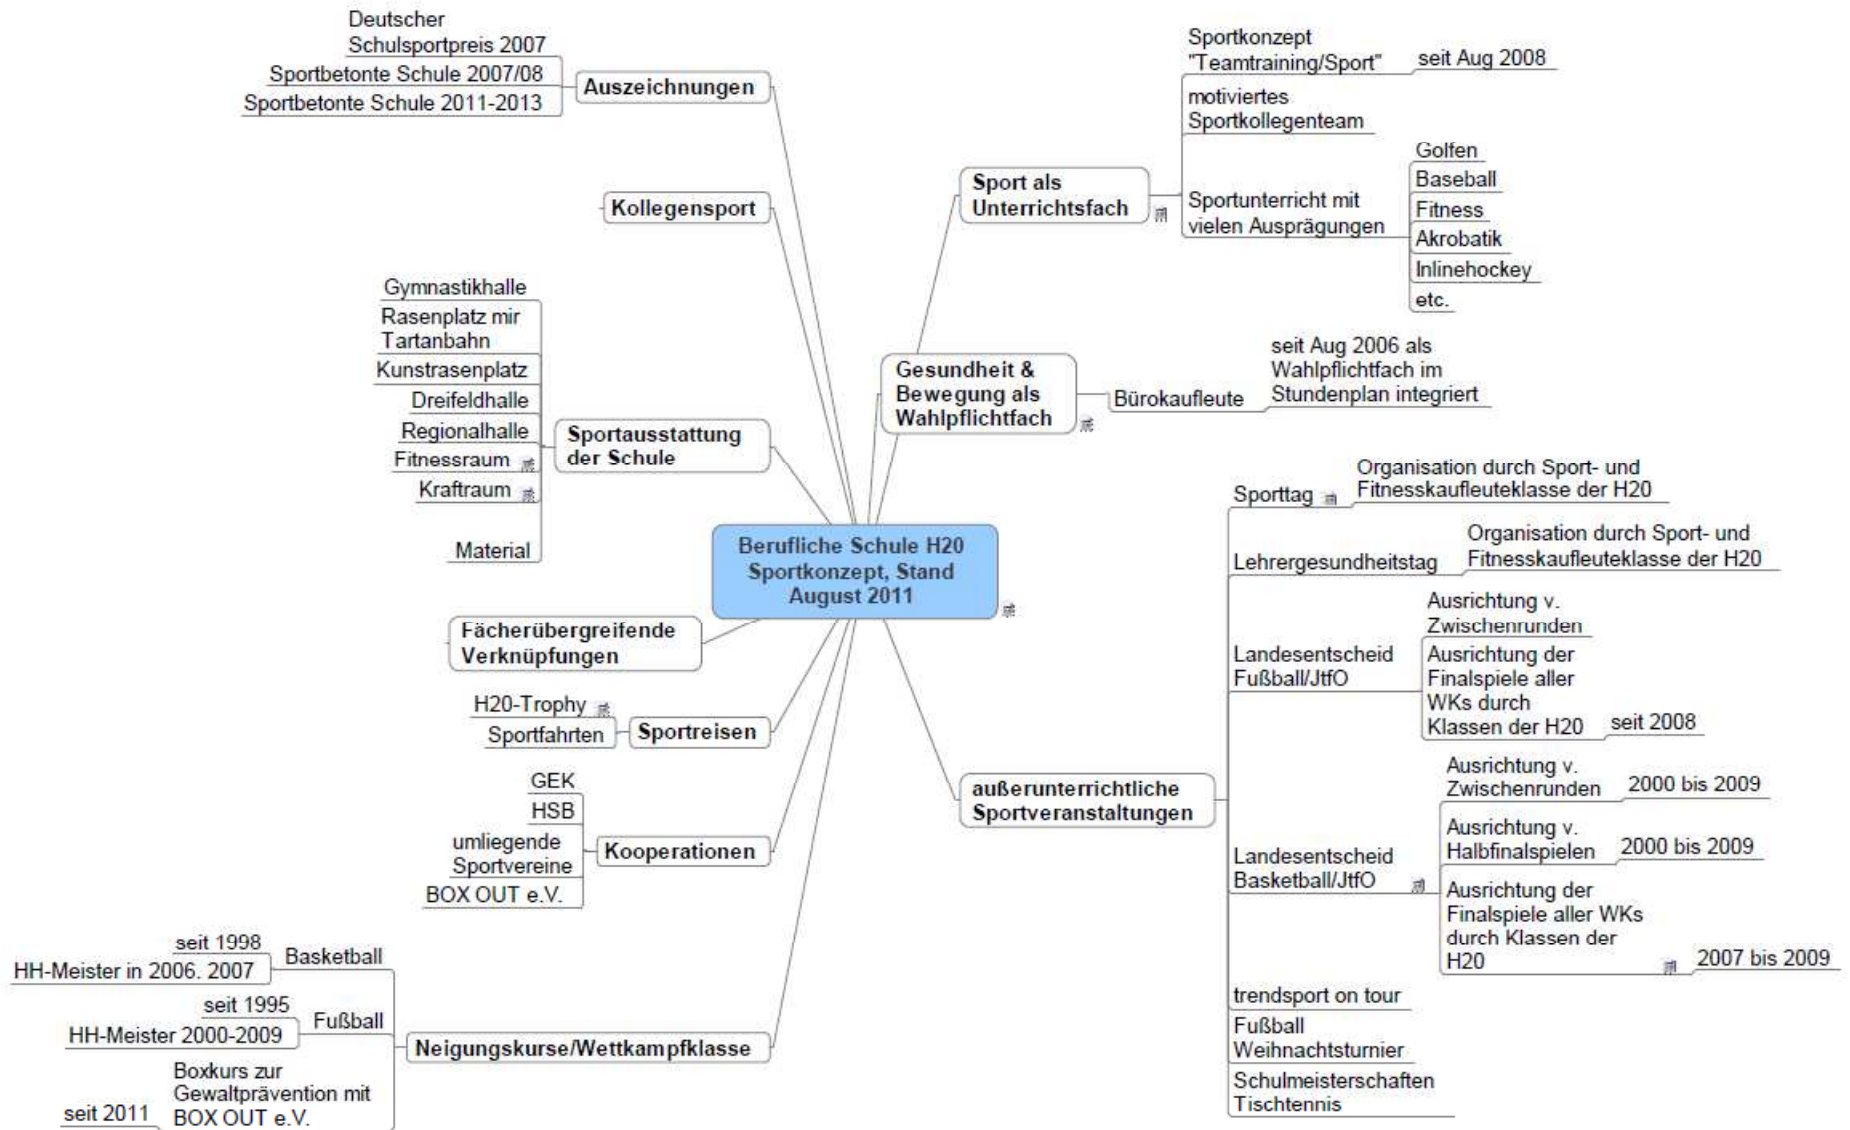 Deutscher
Schulsportpreis 2007
Sportbetonte Schule 2007/08
Sportbetonte Schule 2011-2013
Auszeichnungen
Kollegensport
Gymnastikhalle
Rasenplatz mir
Tartanbahn
Kunstrasenplatz
Dreifeldhalle
Regionalhalle
Fitnessraum
Kraftraum
Material
Sportausstattung
der Schule
Berufliche Schule H20
Sportkonzept, Stand
August 2011
Fächerübergreifende
Verknüpfungen
H20-Trophy
Sportfahrten
Sportreisen
GEK
HSB
umliegende
Sportvereine
BOX OUT e.V.
Kooperationen
seit 1998
HH-Meister in 2006. 2007
Basketball
seit 1995
HH-Meister 2000-2009
Fußball
Boxkurs zur
Gewaltprävention mit
BOX OUT e.V.
seit 2011
Neigungskurse/Wettkampfklasse
Sport als
Unterrichtsfach
Sportkonzept
"Teamtraining/Sport"
seit Aug 2008
motiviertes
Sportkollegenteam
Sportunterricht mit
vielen Ausprägungen
Golfen
Baseball
Fitness
Akrobatik
Inlinehockey
etc.
Gesundheit &
Bewegung als
Wahlpflichtfach
Bürokaufleute
seit Aug 2006 als
Wahlpflichtfach im
Stundenplan integriert
außerunterrichtliche
Sportveranstaltungen
Sporttag
Organisation durch Sport- und
Fitnesskaufleuteklasse der H20
Lehrergesundheitstag
Organisation durch Sport- und
Fitnesskaufleuteklasse der H20
Landesentscheid
Fußball/JtfO
Ausrichtung v.
Zwischenrunden
Ausrichtung der
Finalspiele aller
WKs durch
Klassen der H20
seit 2008
Landesentscheid
Basketball/JtfO
Ausrichtung v.
Zwischenrunden
2000 bis 2009
Ausrichtung v.
Halbfinalspielen
2000 bis 2009
Ausrichtung der
Finalspiele aller WKs
durch Klassen der
H20
2007 bis 2009
trendsport on tour
Fußball
Weihnachtsturnier
Schulmeisterschaften
Tischtennis